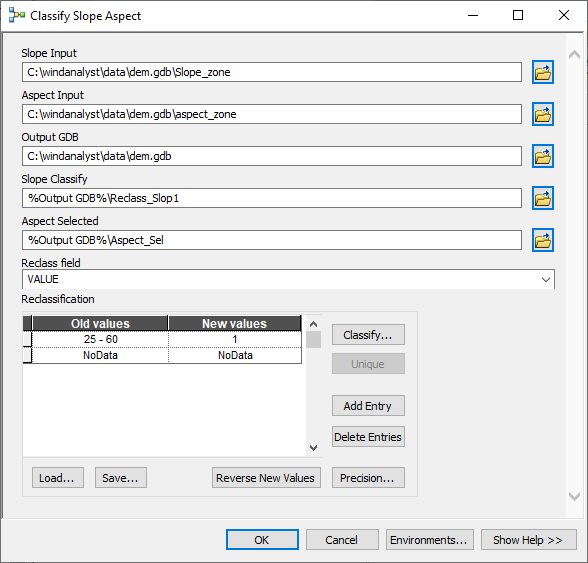 Classify Slope Aspect
Slope Input
C:\windanalyst\data\dem.gdb\Slope_zone
Aspect Input
C:\windanalyst\data\dem.gdb\aspect_zone
Output GDB
C:\windanalyst\data\dem.gdb
Slope Classify
%Output GDB%\Reclass_Slop1
Aspect Selected
%Output GDB%\Aspect_Sel
Reclass field
VALUE
Reclassification
Old values New values
25 - 60 1
NoData NoData
Classify...
Unique
Add Entry
Delete Entries
Load... Save... Reverse New Values Precision...
OK Cancel Environments... Show Help >>